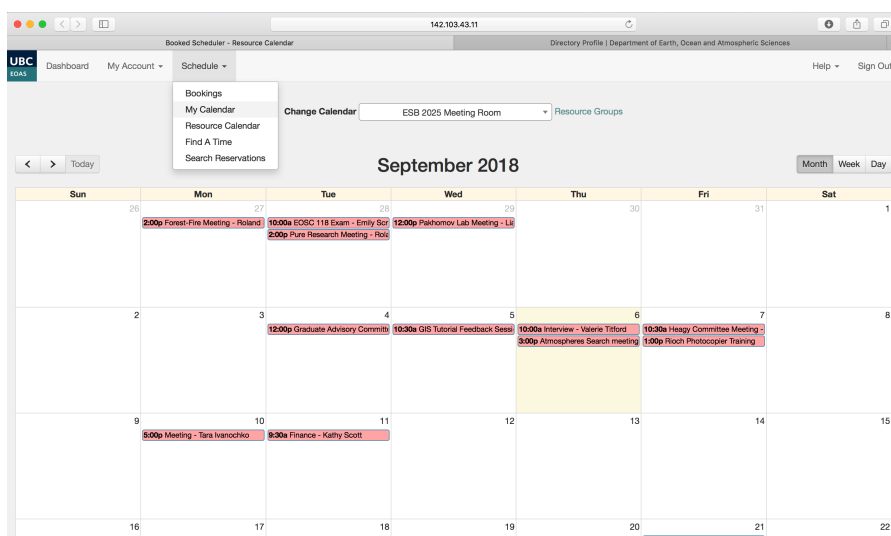 142.103.43.11
Booked Scheduler - Resource Calendar
Directory Profile | Department of Earth, Ocean and Atmospheric Sciences
UBC
EOAS
Dashboard
My Account
Schedule
Help
Sign Out
Bookings
My Calendar
Resource Calendar
Find A Time
Search Reservations
Change Calendar
ESB 2025 Meeting Room
Resource Groups
Today
September 2018
Month
Week
Day
Sun Mon Tue Wed Thu Fri Sat
26 27 28 29 30 31 1
2:00p Forest-Fire Meeting - Roland
10:00a EOSC 118 Exam - Emily Scr
12:00p Pakhomov Lab Meeting - Lia
2:00p Pure Research Meeting - Rola
2 3 4 5 6 7 8
12:00p Graduate Advisory Committ
10:30a GIS Tutorial Feedback Sessi
10:00a Interview - Valerie Titford
10:30a Heagy Committee Meeting -
3:00p Atmospheres Search meeting
1:00p Rioch Photocopier Training
9 10 11 12 13 14 15
5:00p Meeting - Tara Ivanochko
9:30a Finance - Kathy Scott
16 17 18 19 20 21 22